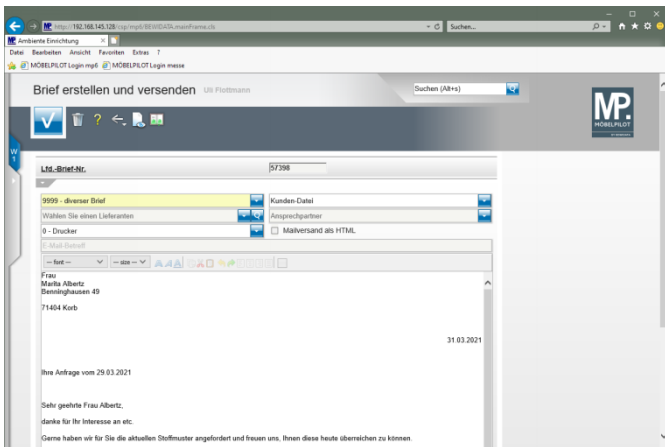 http://192.168.145.128/csp/mp6/BEWIDATA.mainFrame.cls
Suchen...
MP Ambiente Einrichtung
Datei Bearbeiten Ansicht Favoriten Extras ?
MÖBELPILOT Login mp6 MÖBELPILOT Login messe
Brief erstellen und versenden Uli Flottmann
Suchen (Alt+s)
MP.
MÖBELPILOT
W
1
Lfd.-Brief-Nr. 57398
9999 - diverser Brief Kunden-Datei
Wählen Sie einen Lieferanten Ansprechpartner
0 - Drucker Mailversand als HTML
E-Mail-Betreff
-- font -- -- size --
Frau
Marita Albertz
Benninghausen 49
71404 Korb
31.03.2021
Ihre Anfrage vom 29.03.2021
Sehr geehrte Frau Albertz,
danke für Ihr Interesse an etc.
Gerne haben wir für Sie die aktuellen Stoffmuster angefordert und freuen uns, Ihnen diese heute überreichen zu können.